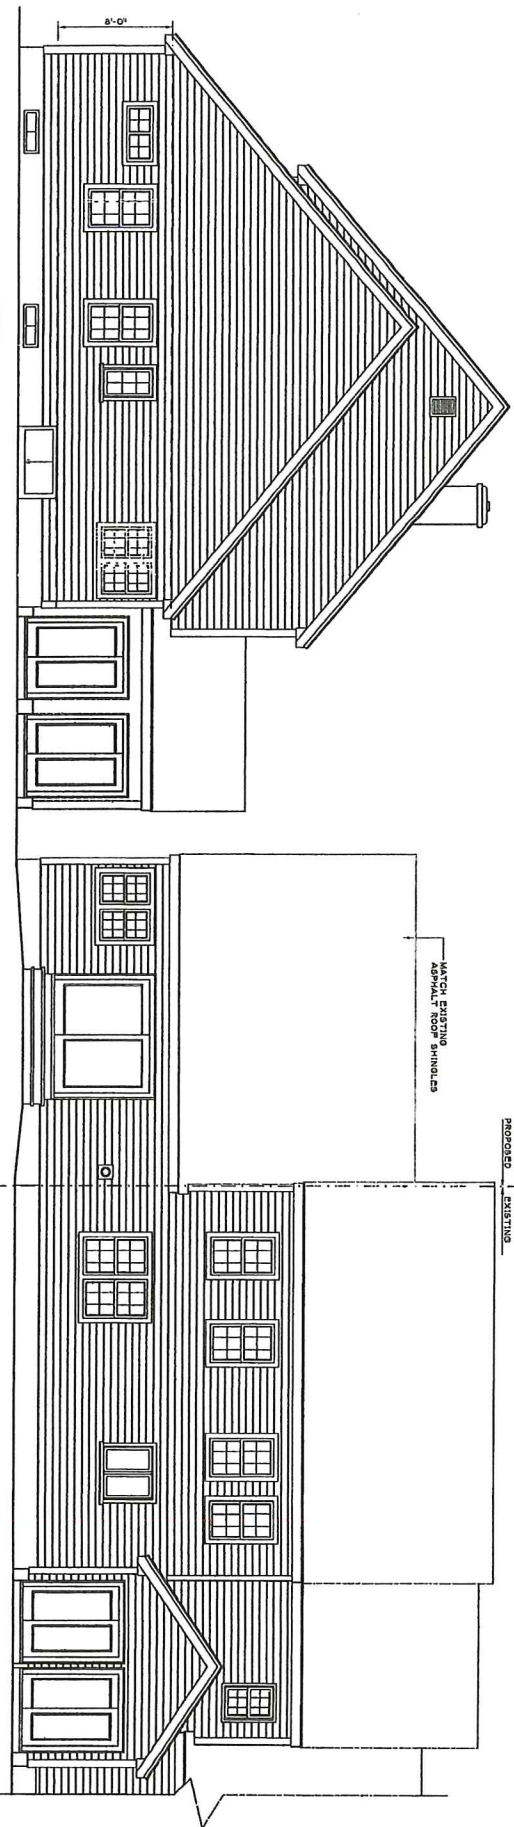 8'-0"
MATCH EXISTING
ASPHALT ROOF SHINGLES
PROPOSED
EXISTING